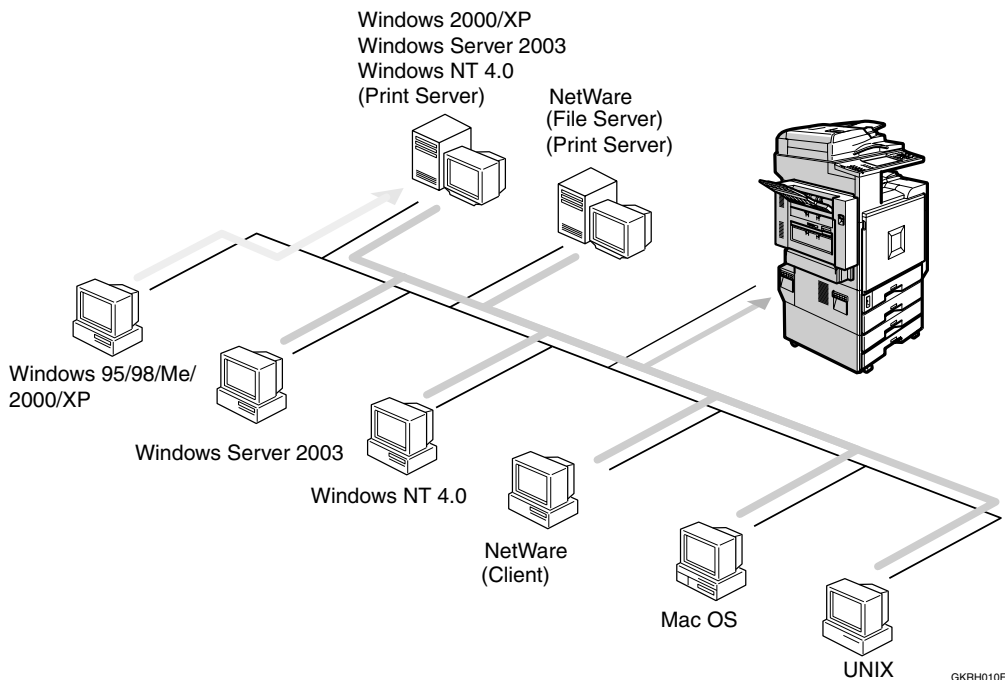 Windows 2000/XP
Windows Server 2003
Windows NT 4.0
(Print Server)
NetWare
(File Server)
(Print Server)
Windows 95/98/Me/
2000/XP
Windows Server 2003
Windows NT 4.0
NetWare
(Client)
Mac OS
UNIX